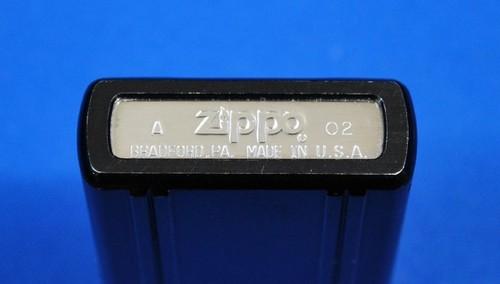 A Zippo® 02
BRADFORD, PA. MADE IN U.S.A.